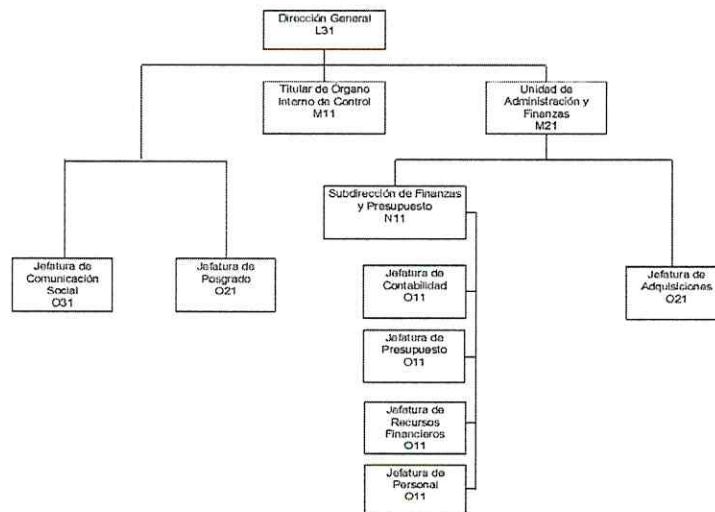 Dirección General
L31
Titular de Órgano
Interno de Control
M11
Unidad de
Administración y
Finanzas
M21
Subdirección de Finanzas
y Presupuesto
N11
Jefatura de
Comunicación
Social
O31
Jefatura de
Posgrado
O21
Jefatura de
Contabilidad
O11
Jefatura de
Adquisiciones
O21
Jefatura de
Presupuesto
O11
Jefatura de
Recursos
Financieros
O11
Jefatura de
Personal
O11